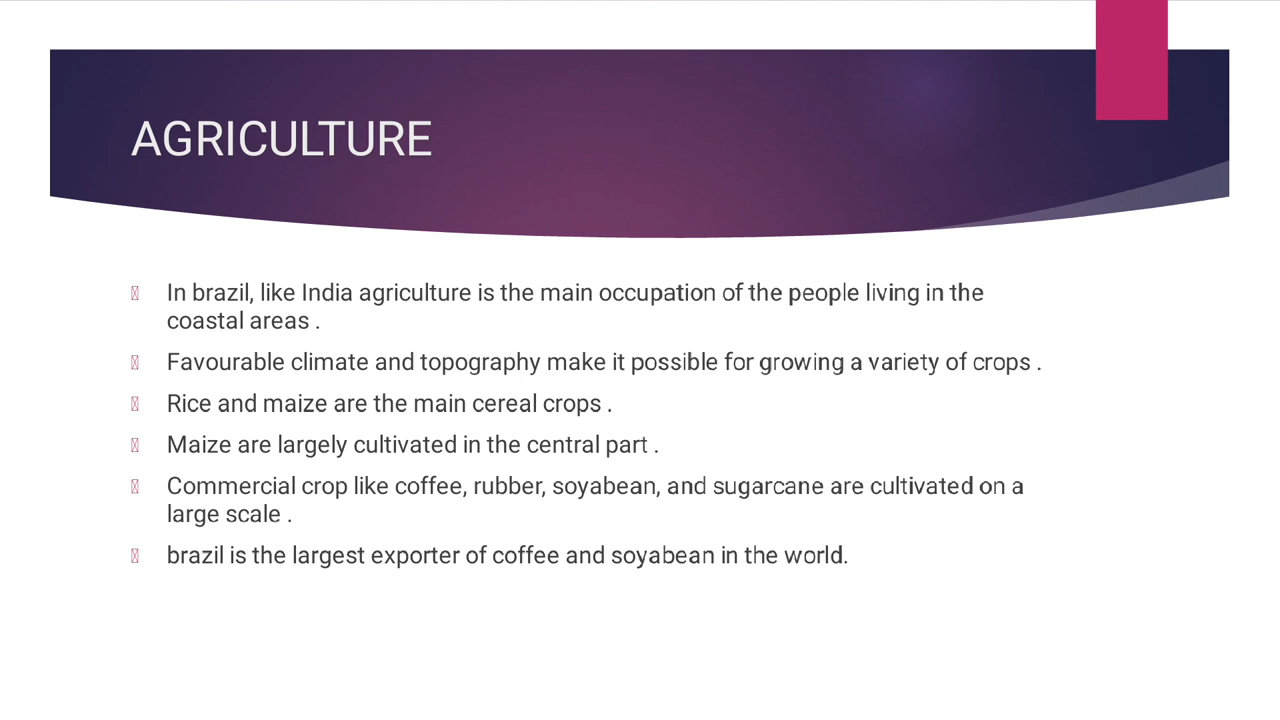 AGRICULTURE
In brazil, like India agriculture is the main occupation of the people living in the
coastal areas .
Favourable climate and topography make it possible for growing a variety of crops .
Rice and maize are the main cereal crops .
Maize are largely cultivated in the central part .
Commercial crop like coffee, rubber, soyabean, and sugarcane are cultivated on a
large scale .
brazil is the largest exporter of coffee and soyabean in the world.